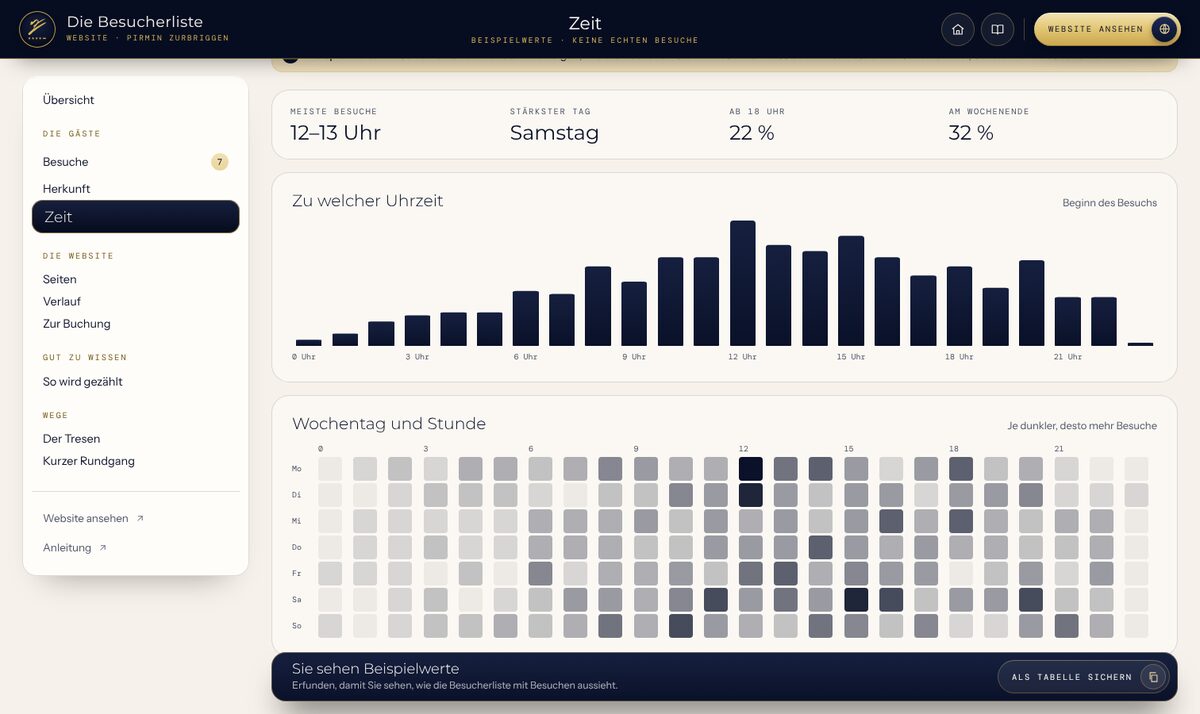 Die Besucherliste
WEBSITE · PIRMIN ZURBRIGGEN
Zeit
BEISPIELWERTE · KEINE ECHTEN BESUCHE
WEBSITE ANSEHEN
Übersicht
DIE GÄSTE
Besuche 7
Herkunft
Zeit
DIE WEBSITE
Seiten
Verlauf
Zur Buchung
GUT ZU WISSEN
So wird gezählt
WEGE
Der Tresen
Kurzer Rundgang
Website ansehen
Anleitung
MEISTE BESUCHE
12–13 Uhr
STÄRKSTER TAG
Samstag
AB 18 UHR
22 %
AM WOCHENENDE
32 %
Zu welcher Uhrzeit
Beginn des Besuchs
0 Uhr 3 Uhr 6 Uhr 9 Uhr 12 Uhr 15 Uhr 18 Uhr 21 Uhr
Wochentag und Stunde
Je dunkler, desto mehr Besuche
0 3 6 9 12 15 18 21
Mo
Di
Mi
Do
Fr
Sa
So
Sie sehen Beispielwerte
Erfunden, damit Sie sehen, wie die Besucherliste mit Besuchen aussieht.
ALS TABELLE SICHERN